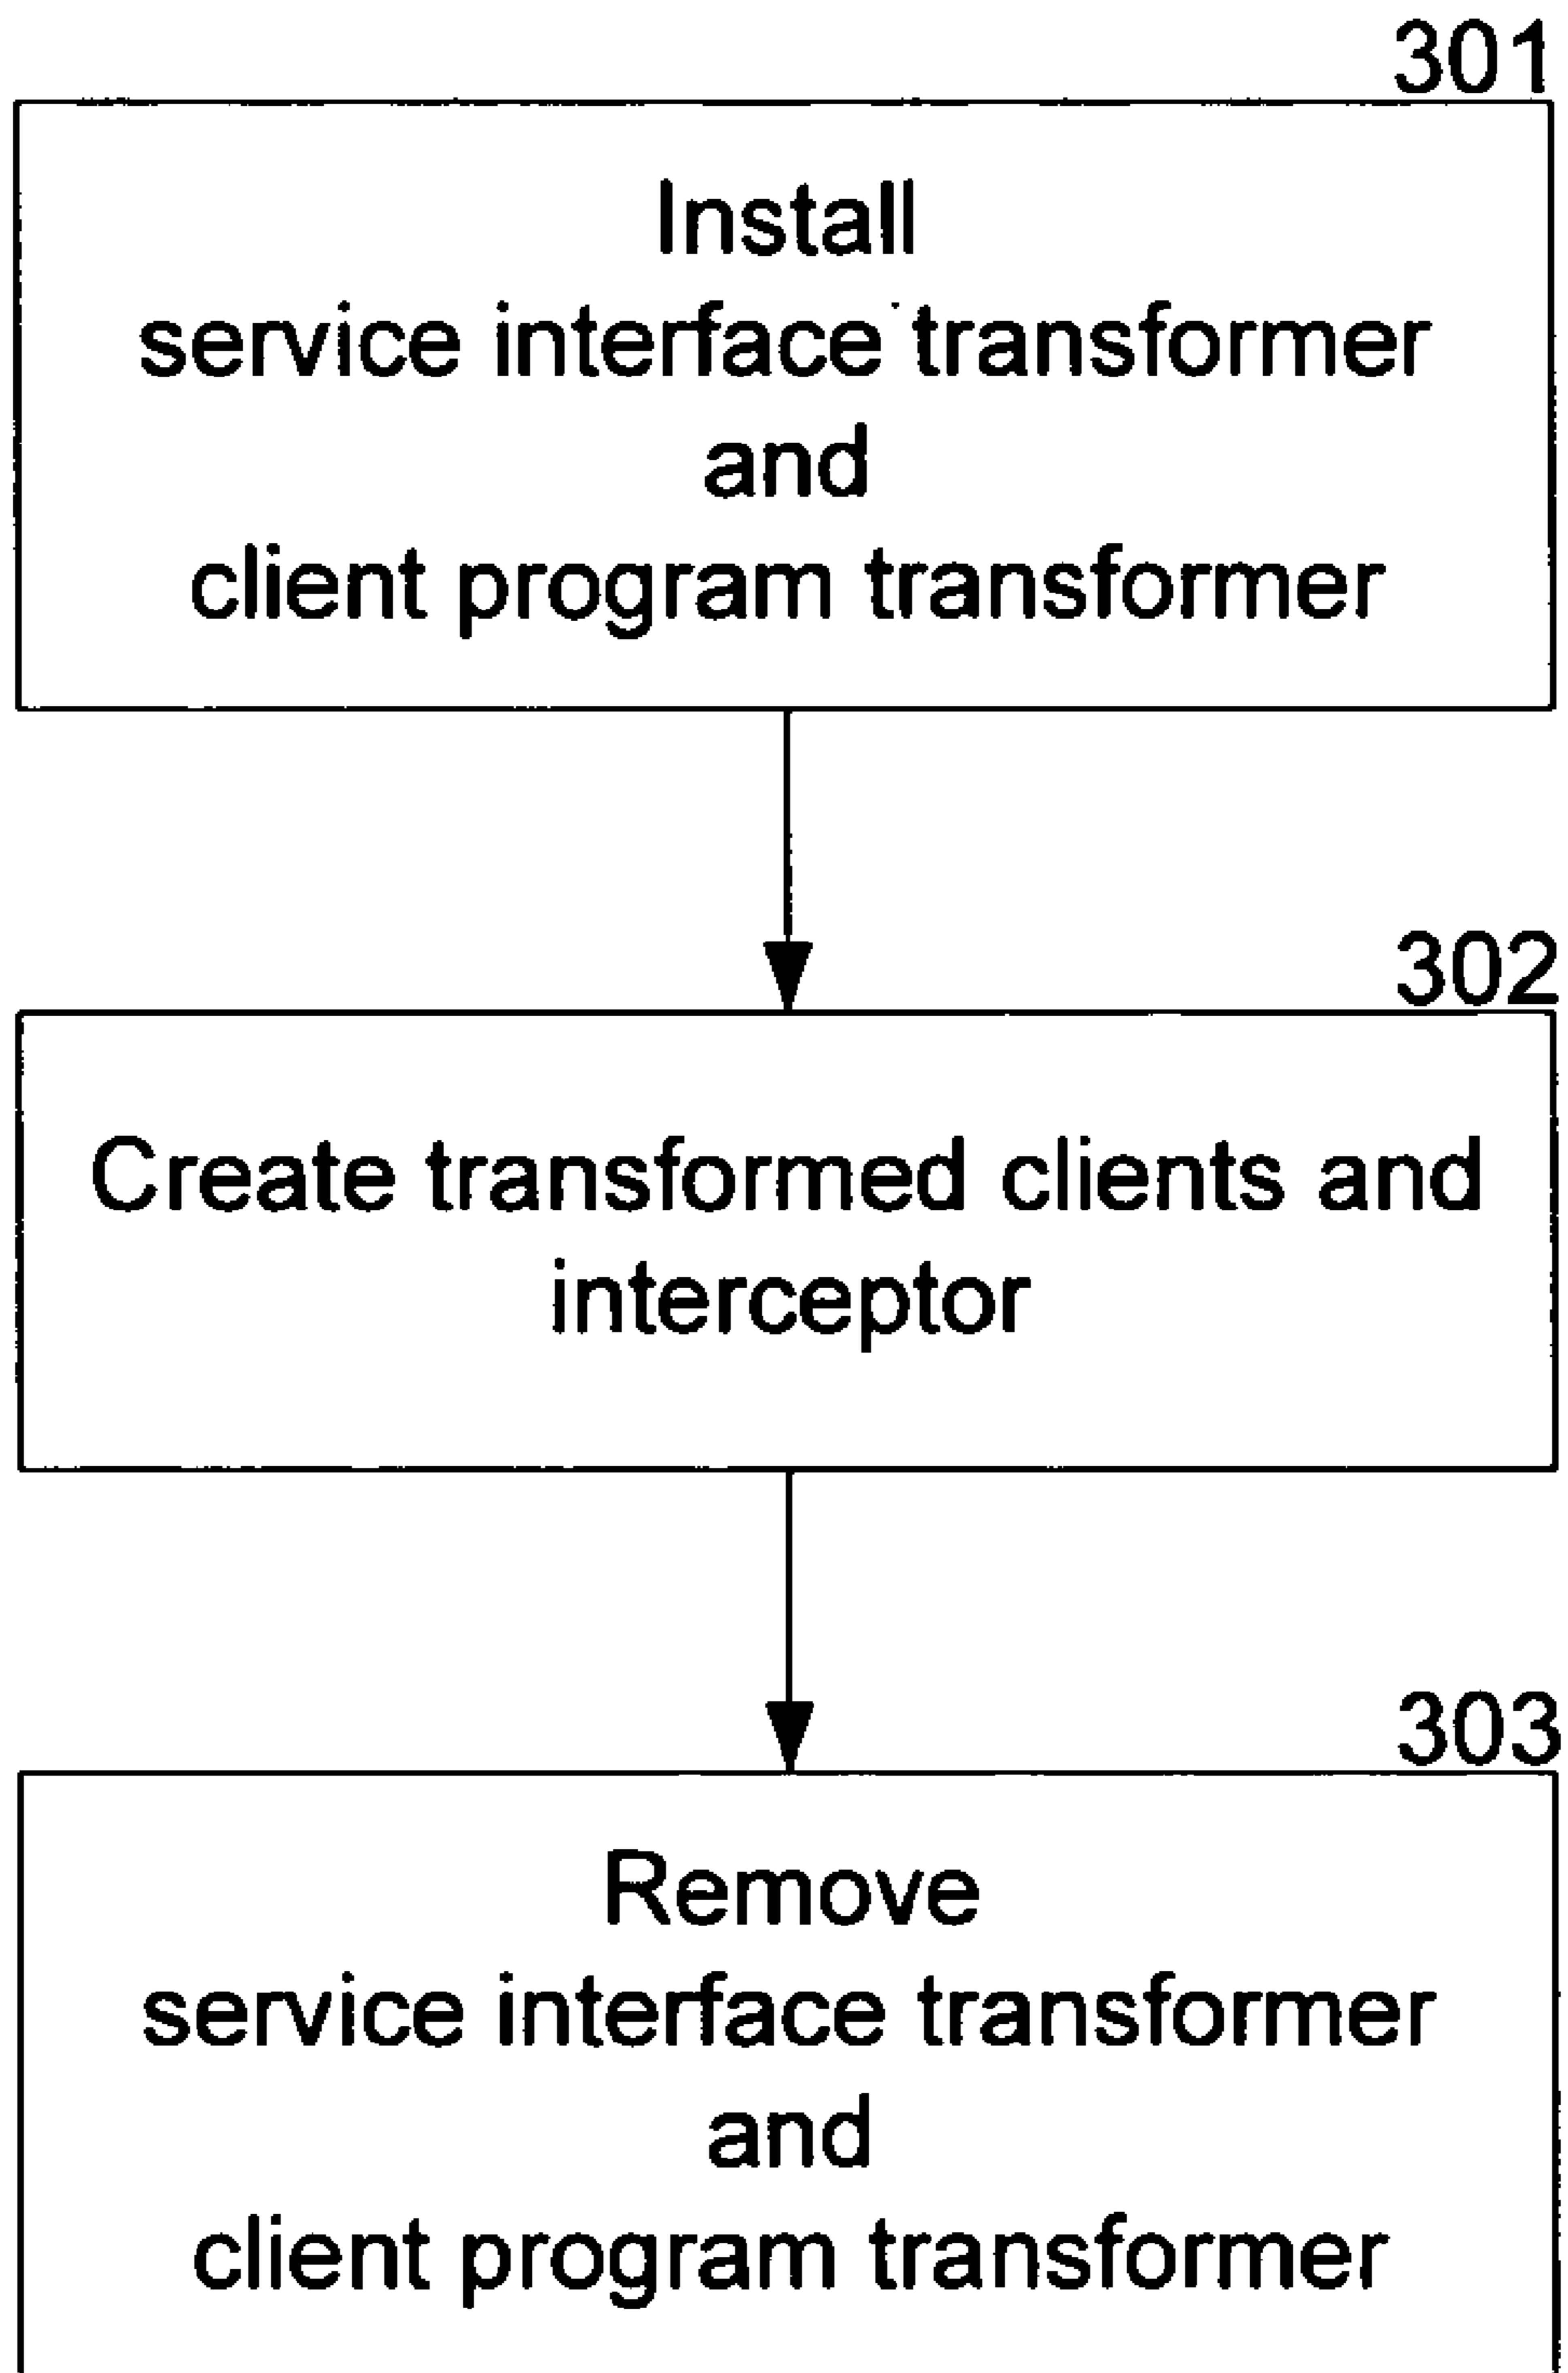 301
Install
service interface transformer
and
client program transformer
302
Create transformed clients and
interceptor
303
Remove
service interface transformer
and
client program transformer